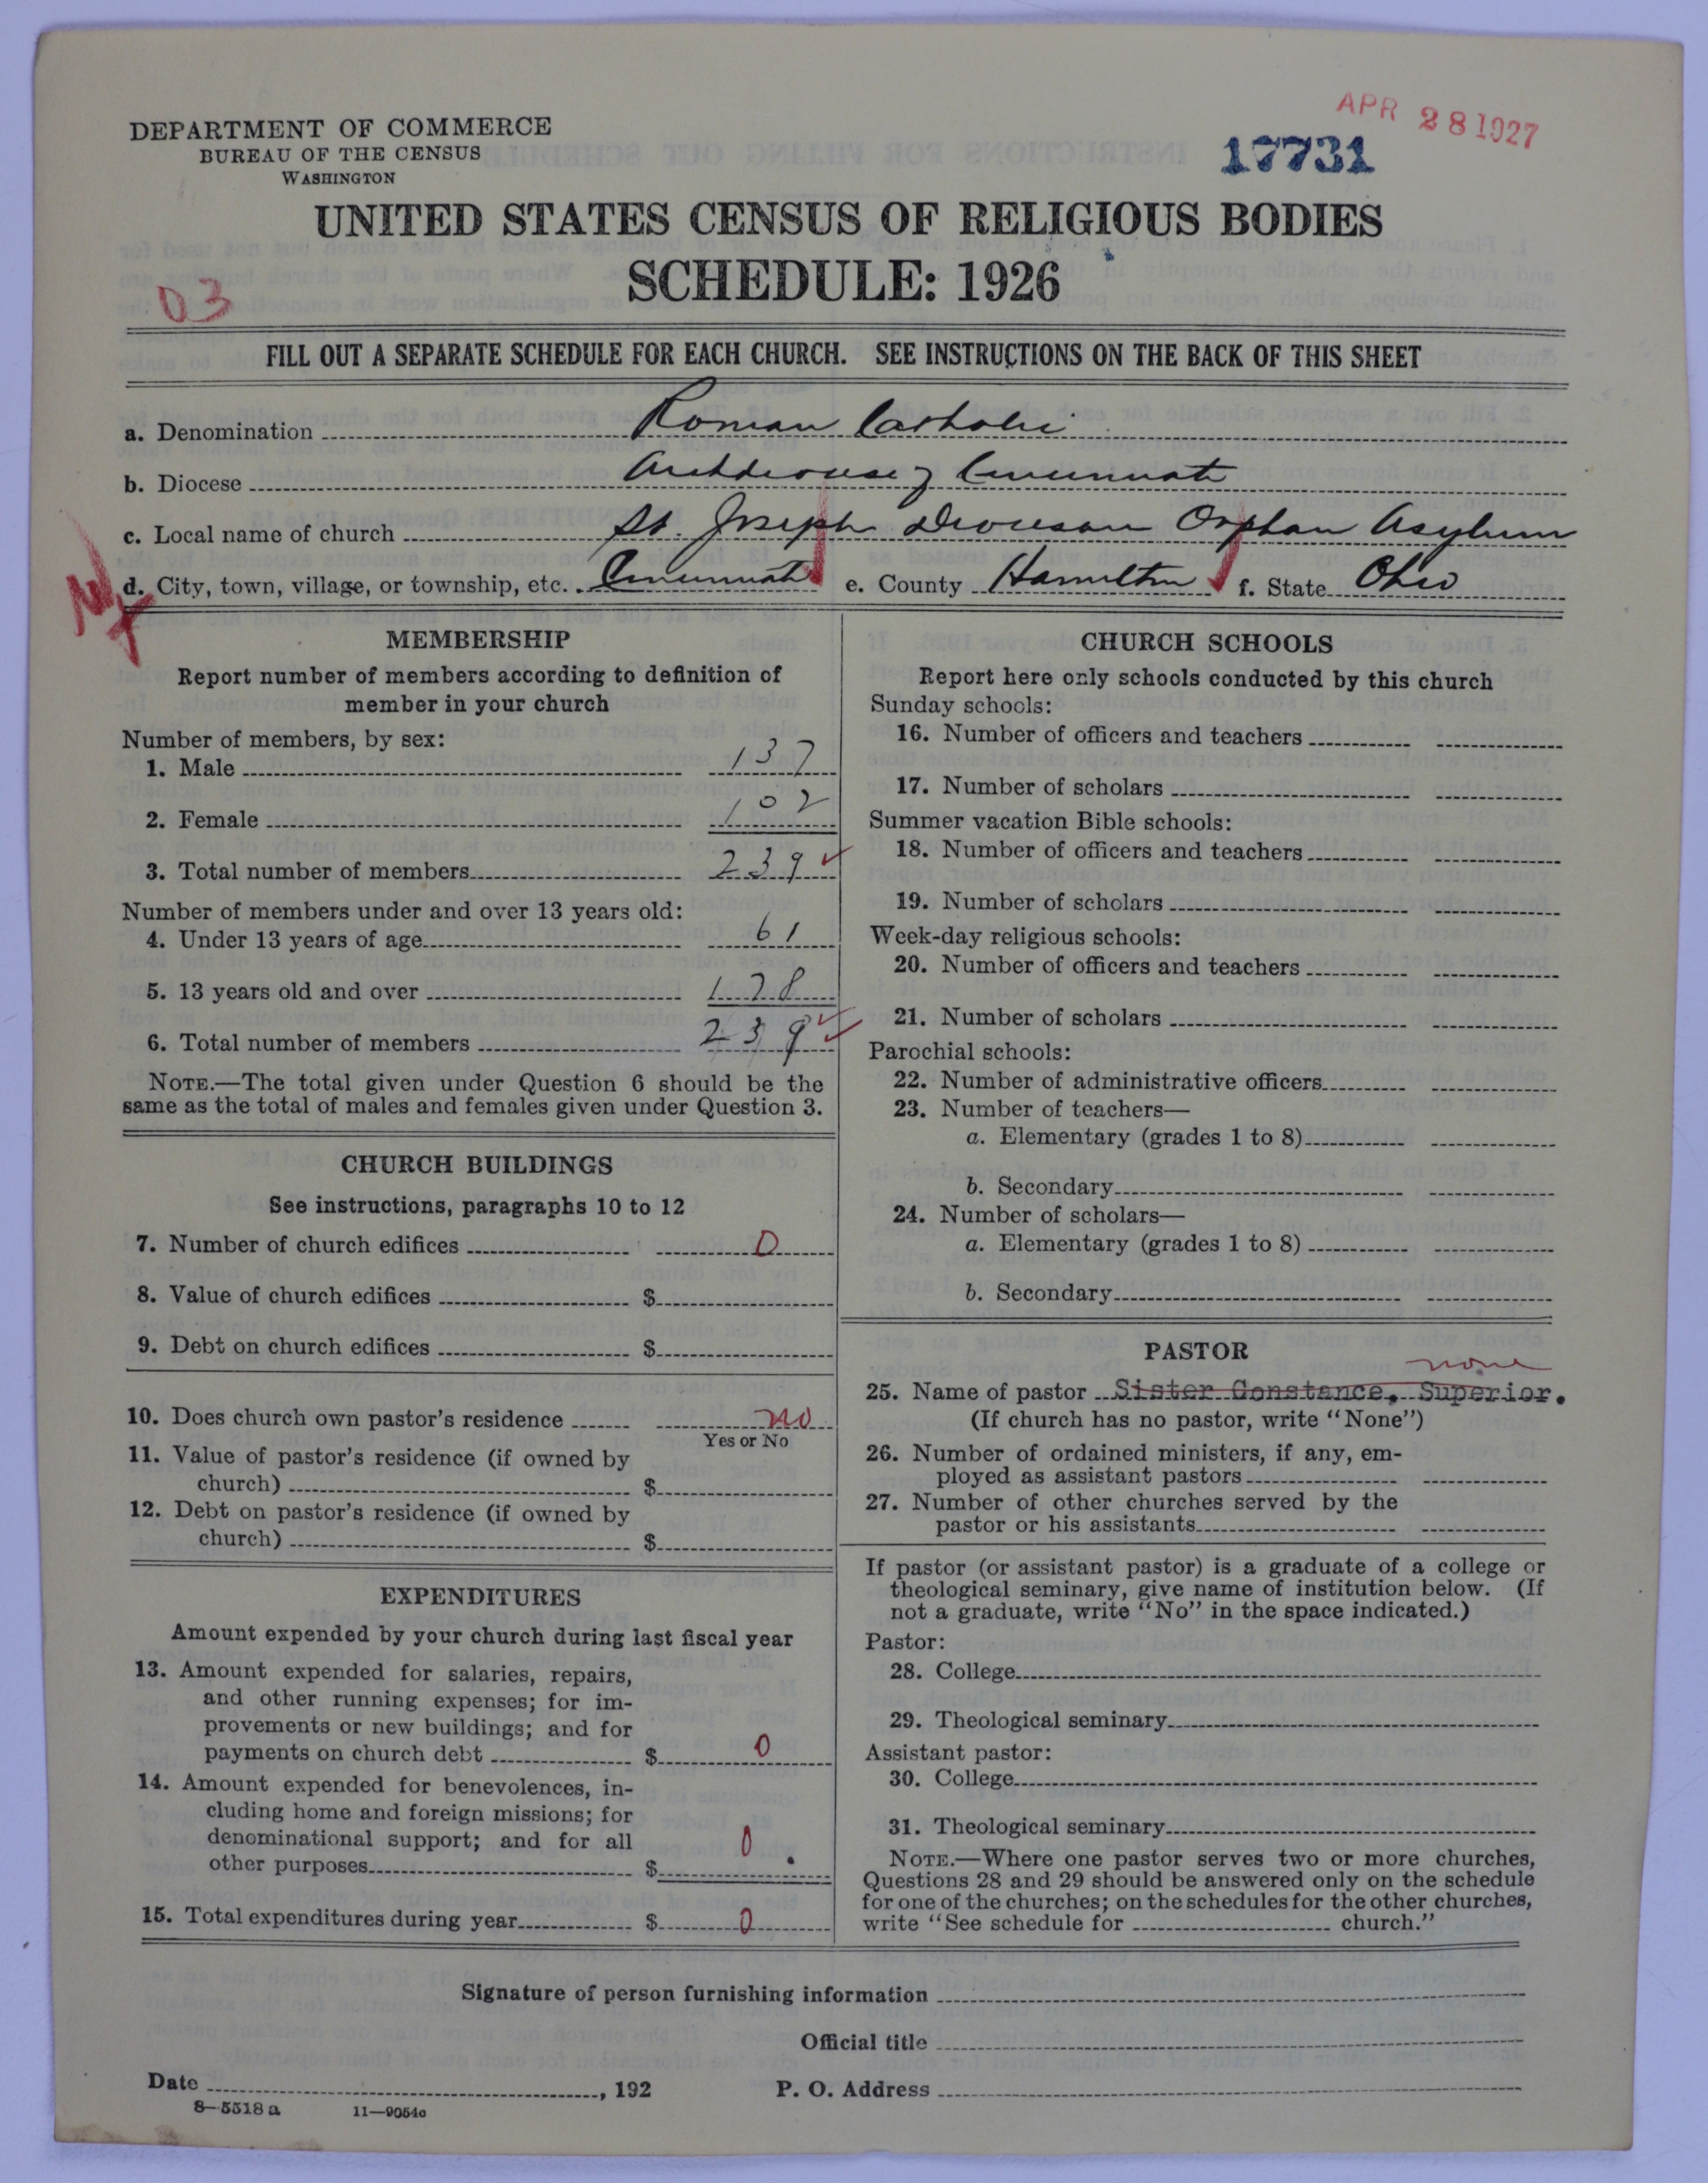 APR 28 1927
DEPARTMENT OF COMMERCE
BUREAU OF THE CENSUS
WASHINGTON
17731
UNITED STATES CENSUS OF RELIGIOUS BODIES
SCHEDULE: 1926
03
FILL OUT A SEPARATE SCHEDULE FOR EACH CHURCH. SEE INSTRUCTIONS ON THE BACK OF THIS SHEET
a. Denomination Roman Catholic
b. Diocese Archdiocese of Cincinnati
c. Local name of church St. Joseph Diocesan Orphan Asylum
d. City, town, village, or township, etc. Cincinnati e. County Hamilton f. State Ohio
MEMBERSHIP
Report number of members according to definition of
member in your church
Number of members, by sex:
1. Male 137
2. Female 102
3. Total number of members 239
Number of members under and over 13 years old:
4. Under 13 years of age 61
5. 13 years old and over 178
6. Total number of members 239
NOTE.—The total given under Question 6 should be the
same as the total of males and females given under Question 3.
CHURCH BUILDINGS
See instructions, paragraphs 10 to 12
7. Number of church edifices 0
8. Value of church edifices $
9. Debt on church edifices $
10. Does church own pastor's residence no
Yes or No
11. Value of pastor's residence (if owned by
church) $
12. Debt on pastor's residence (if owned by
church) $
EXPENDITURES
Amount expended by your church during last fiscal year
13. Amount expended for salaries, repairs,
and other running expenses; for im-
provements or new buildings; and for
payments on church debt $ 0
14. Amount expended for benevolences, in-
cluding home and foreign missions; for
denominational support; and for all
other purposes $ 0
15. Total expenditures during year $ 0
CHURCH SCHOOLS
Report here only schools conducted by this church
Sunday schools:
16. Number of officers and teachers
17. Number of scholars
Summer vacation Bible schools:
18. Number of officers and teachers
19. Number of scholars
Week-day religious schools:
20. Number of officers and teachers
21. Number of scholars
Parochial schools:
22. Number of administrative officers
23. Number of teachers—
a. Elementary (grades 1 to 8)
b. Secondary
24. Number of scholars—
a. Elementary (grades 1 to 8)
b. Secondary
PASTOR
none
25. Name of pastor Sister Constance, Superior.
(If church has no pastor, write "None")
26. Number of ordained ministers, if any, em-
ployed as assistant pastors
27. Number of other churches served by the
pastor or his assistants
If pastor (or assistant pastor) is a graduate of a college or
theological seminary, give name of institution below. (If
not a graduate, write "No" in the space indicated.)
Pastor:
28. College
29. Theological seminary
Assistant pastor:
30. College
31. Theological seminary
NOTE.—Where one pastor serves two or more churches,
Questions 28 and 29 should be answered only on the schedule
for one of the churches; on the schedules for the other churches,
write "See schedule for church."
Signature of person furnishing information
Official title
Date , 192 P. O. Address
8—5518 a 11—9054c